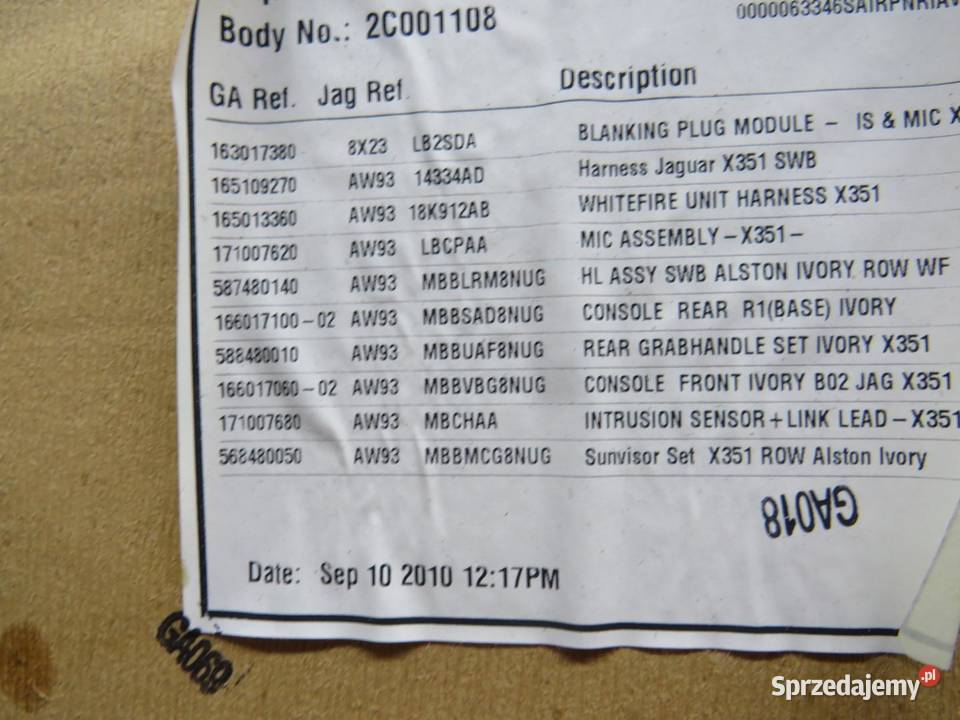 Body No.: 2C001108
GA Ref. Jag Ref. Description
163017380 8X23 LB2SDA BLANKING PLUG MODULE - IS & MIC X
165109270 AW93 14334AD Harness Jaguar X351 SWB
165013360 AW93 18K912AB WHITEFIRE UNIT HARNESS X351
171007620 AW93 LBCPAA MIC ASSEMBLY -X351-
587480140 AW93 MBBLRM8NUG HL ASSY SWB ALSTON IVORY ROW WF
166017100-02 AW93 MBBSAD8NUG CONSOLE REAR R1(BASE) IVORY
588480010 AW93 MBBUAF8NUG REAR GRABHANDLE SET IVORY X351
166017060-02 AW93 MBBVBG8NUG CONSOLE FRONT IVORY B02 JAG X351
171007680 AW93 MBCHAA INTRUSION SENSOR+LINK LEAD-X351
568480050 AW93 MBBMCG8NUG Sunvisor Set X351 ROW Alston Ivory
GA018
Date: Sep 10 2010 12:17PM
GA069
Sprzedajemy.pl